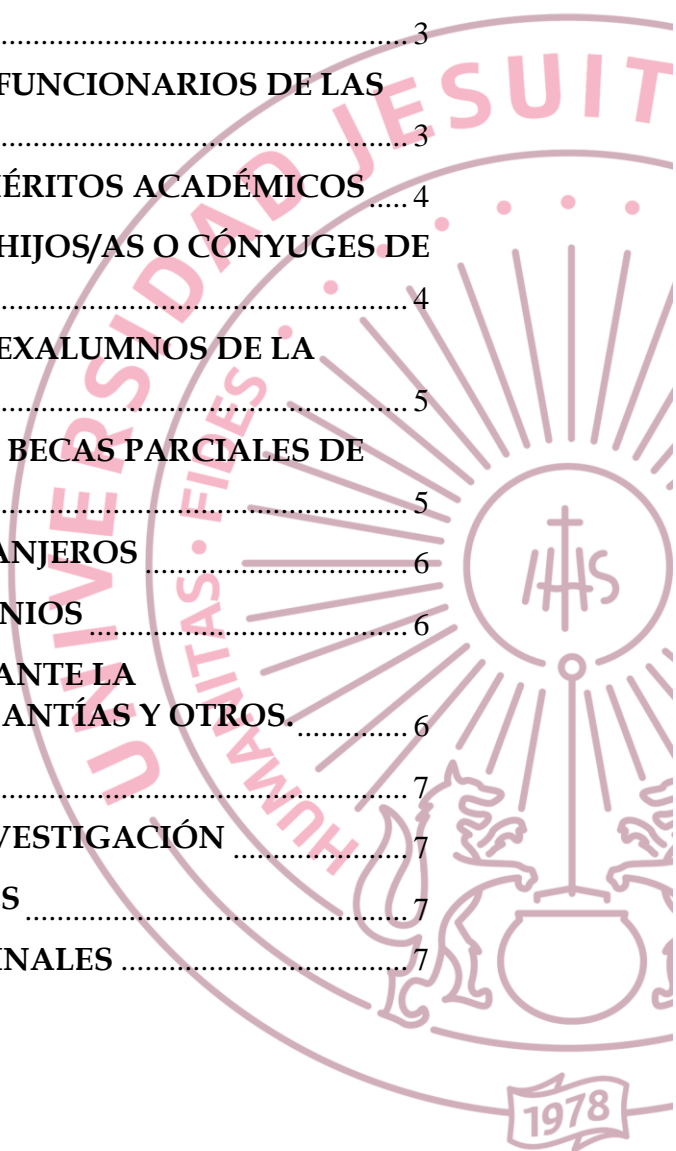 ........ 3
FUNCIONARIOS DE LAS
........ 3
ÉRITOS ACADÉMICOS ..... 4
HIJOS/AS O CÓNYUGES DE
........ 4
EXALUMNOS DE LA
........ 5
BECAS PARCIALES DE
........ 5
ANJEROS ........ 6
NIOS ........ 6
ANTE LA
ANTÍAS Y OTROS. ........ 6
........ 7
VESTIGACIÓN ........ 7
S ........ 7
INALES ........ 7
UNIVERSIDAD JESUIT
HUMANITAS • FIDES •
IHS
1978